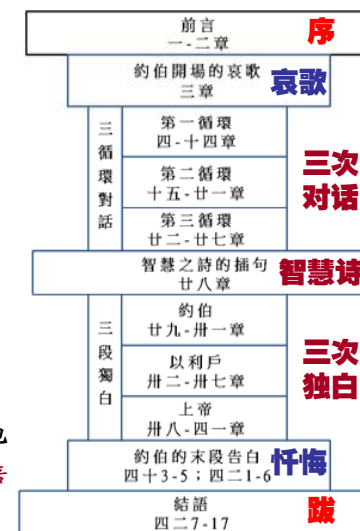 前言
一-二章
序
約伯開場的哀歌
三章
哀歌
三循環對話
第一循環
四-十四章
第二循環
十五-廿一章
第三循環
廿二-廿七章
三次
对话
智慧之詩的插句
廿八章
智慧诗
三段獨白
約伯
廿九-卅一章
以利戶
卅二-卅七章
上帝
卅八-四一章
三次
独白
約伯的末段告白
四十3-5；四二1-6
忏悔
結語
四二7-17
跋